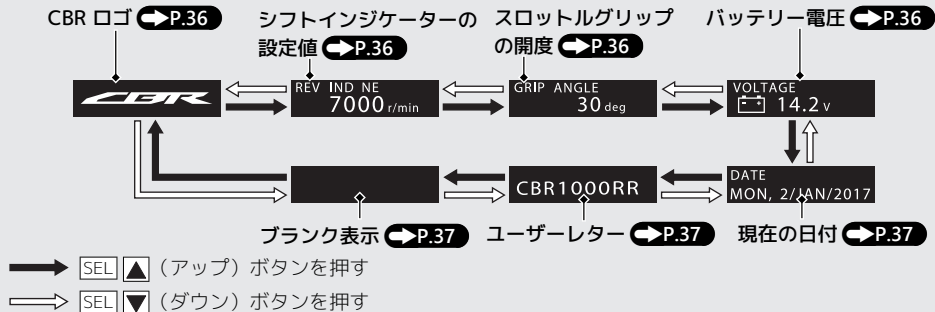 CBR ロゴ P.36
シフトインジケーターの
設定値 P.36
スロットルグリップ
の開度 P.36
バッテリー電圧 P.36
CBR
REV IND NE
7000 r/min
GRIP ANGLE
30 deg
VOLTAGE
14.2 v
CBR1000RR
DATE
MON, 2/JAN/2017
ブランク表示 P.37
ユーザーレター P.37
現在の日付 P.37
SEL ▲ (アップ) ボタンを押す
SEL ▼ (ダウン) ボタンを押す